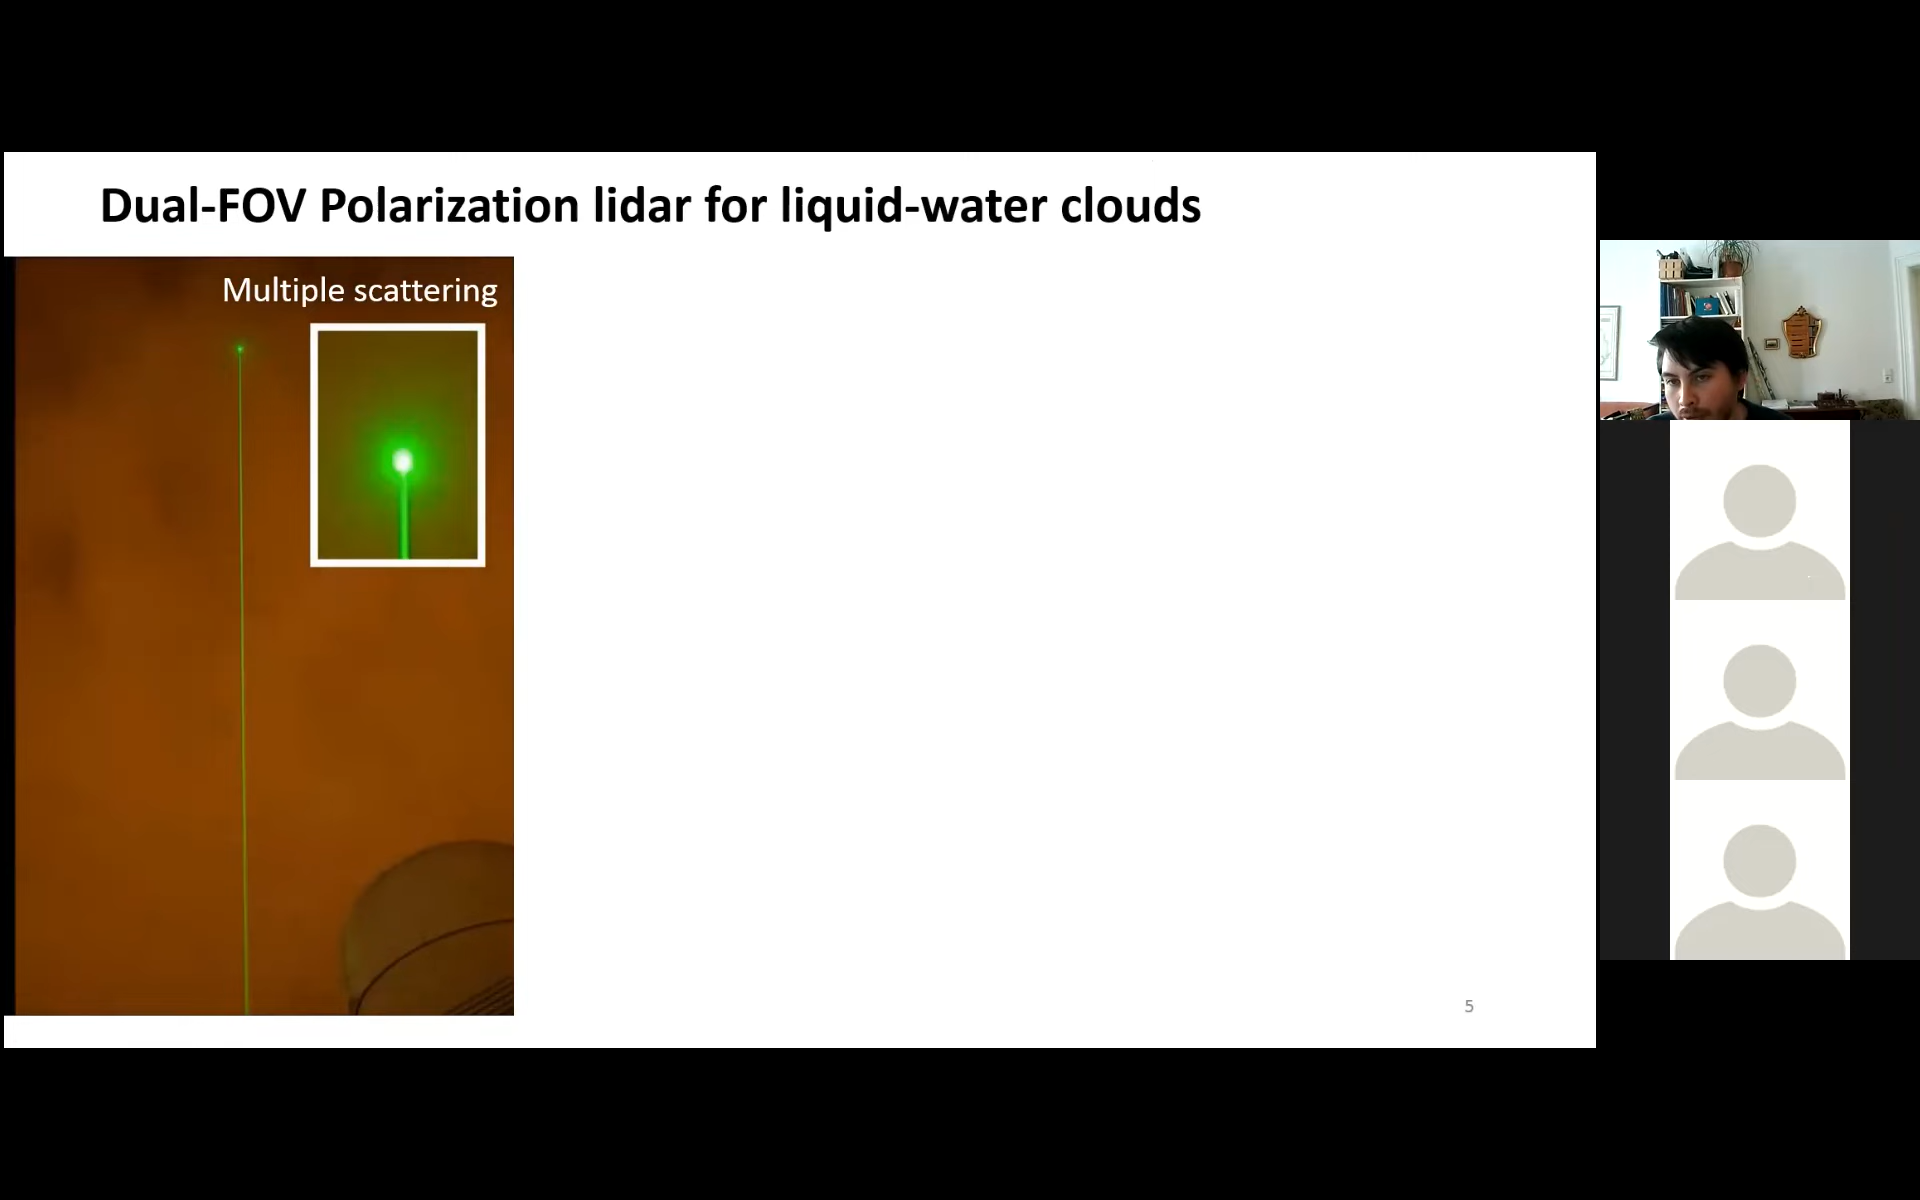 Dual-FOV Polarization lidar for liquid-water clouds
Multiple scattering
5